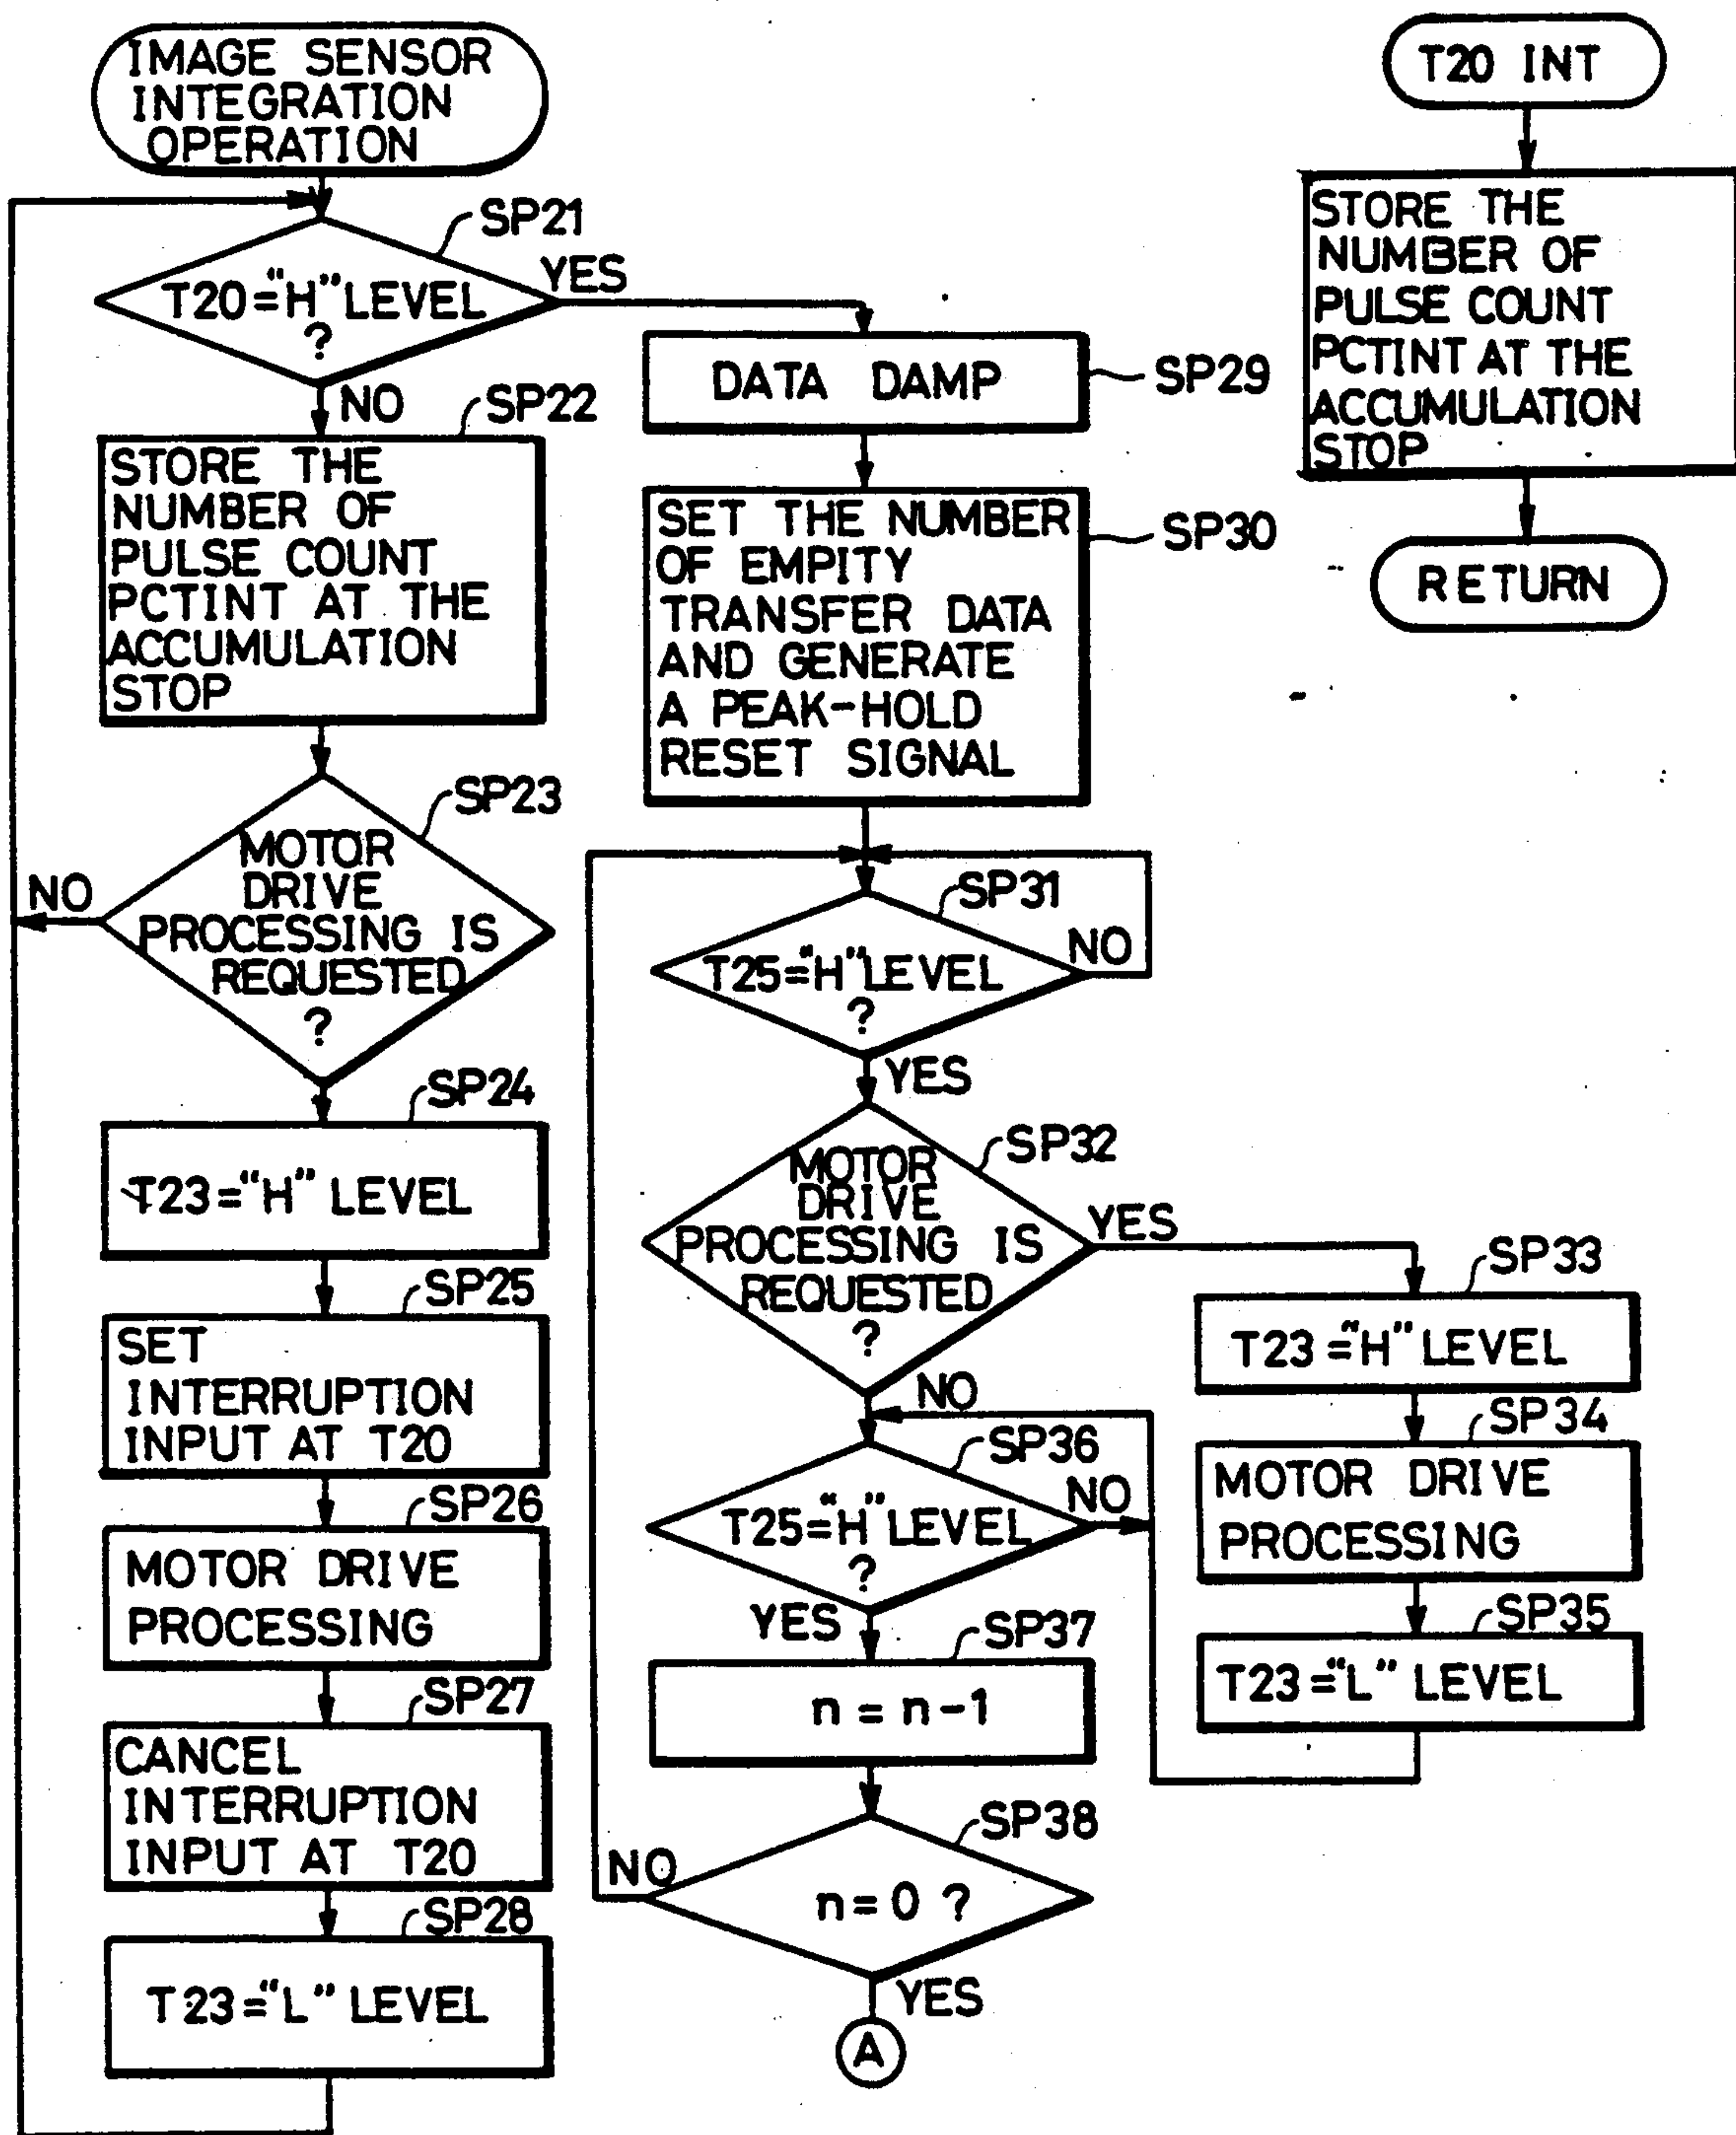 IMAGE SENSOR
INTEGRATION
OPERATION
SP21
T20="H" LEVEL
?
YES
NO
SP22
STORE THE
NUMBER OF
PULSE COUNT
PCTINT AT THE
ACCUMULATION
STOP
SP23
MOTOR
DRIVE
PROCESSING IS
REQUESTED
?
NO
SP24
T23="H" LEVEL
SP25
SET
INTERRUPTION
INPUT AT T20
SP26
MOTOR DRIVE
PROCESSING
SP27
CANCEL
INTERRUPTION
INPUT AT T20
SP28
T23="L" LEVEL
DATA DAMP
SP29
SET THE NUMBER
OF EMPITY
TRANSFER DATA
AND GENERATE
A PEAK-HOLD
RESET SIGNAL
SP30
SP31
T25="H" LEVEL
?
NO
YES
SP32
MOTOR
DRIVE
PROCESSING IS
REQUESTED
?
YES
NO
SP33
T23="H" LEVEL
SP34
MOTOR DRIVE
PROCESSING
SP35
T23="L" LEVEL
SP36
T25="H" LEVEL
?
NO
YES
SP37
n = n-1
SP38
n = 0 ?
NO
YES
A
T20 INT
STORE THE
NUMBER OF
PULSE COUNT
PCTINT AT THE
ACCUMULATION
STOP
RETURN